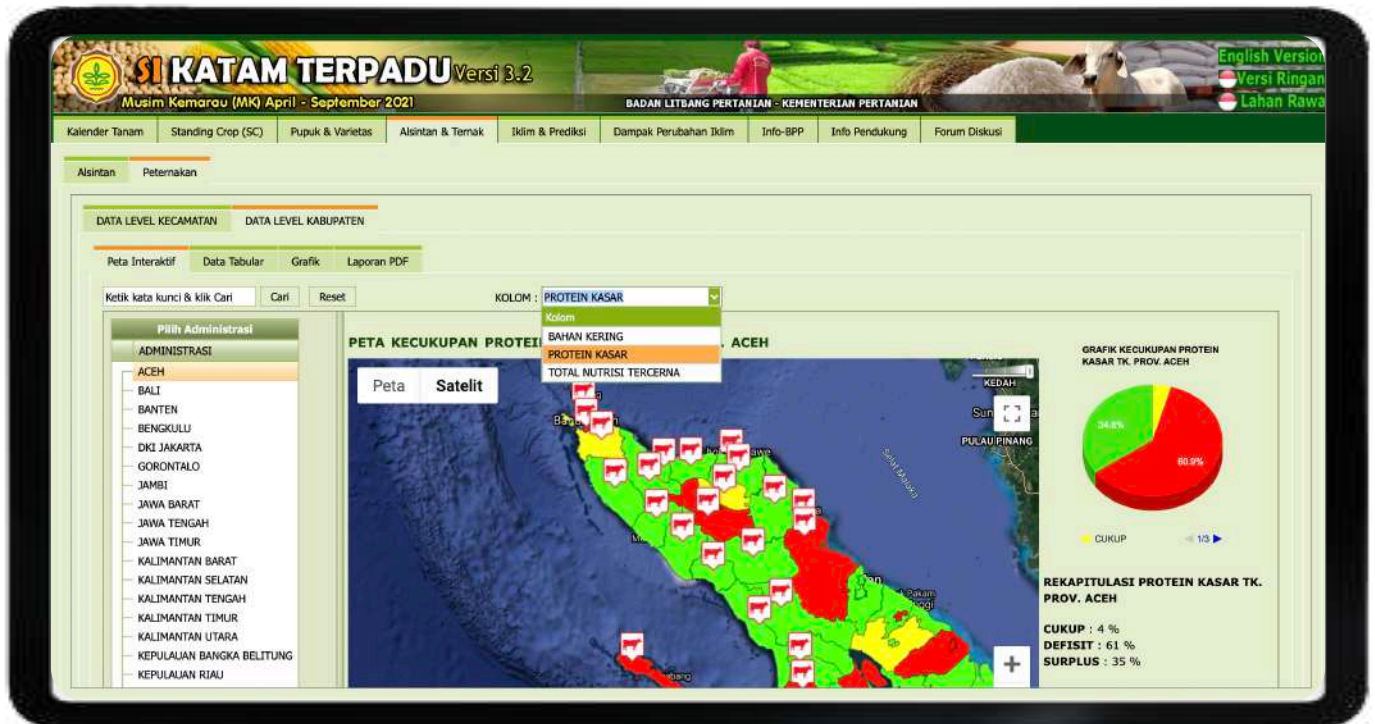 SI KATAM TERPADU Versi 3.2
Musim Kemarau (MK) April - September 2021
BADAN LITBANG PERTANIAN - KEMENTERIAN PERTANIAN
English Version
Versi Ringan
Lahan Rawa
Kalender Tanam Standing Crop (SC) Pupuk & Varietas Alsintan & Ternak Iklim & Prediksi Dampak Perubahan Iklim Info-BPP Info Pendukung Forum Diskusi
Alsintan Peternakan
DATA LEVEL KECAMATAN DATA LEVEL KABUPATEN
Peta Interaktif Data Tabular Grafik Laporan PDF
Ketik kata kunci & klik Cari Cari Reset KOLOM : PROTEIN KASAR
Kolom
BAHAN KERING
PROTEIN KASAR
TOTAL NUTRISI TERCERNA
Pilih Administrasi
ADMINISTRASI
ACEH
BALI
BANTEN
BENGKULU
DKI JAKARTA
GORONTALO
JAMBI
JAWA BARAT
JAWA TENGAH
JAWA TIMUR
KALIMANTAN BARAT
KALIMANTAN SELATAN
KALIMANTAN TENGAH
KALIMANTAN TIMUR
KALIMANTAN UTARA
KEPULAUAN BANGKA BELITUNG
KEPULAUAN RIAU
PETA KECUKUPAN PROTEI ACEH
Peta Satelit
KEDAH
PULAU PINANG
Selat Malaka
GRAFIK KECUKUPAN PROTEIN
KASAR TK. PROV. ACEH
34.8%
60.9%
CUKUP 1/3
REKAPITULASI PROTEIN KASAR TK.
PROV. ACEH
CUKUP : 4 %
DEFISIT : 61 %
SURPLUS : 35 %